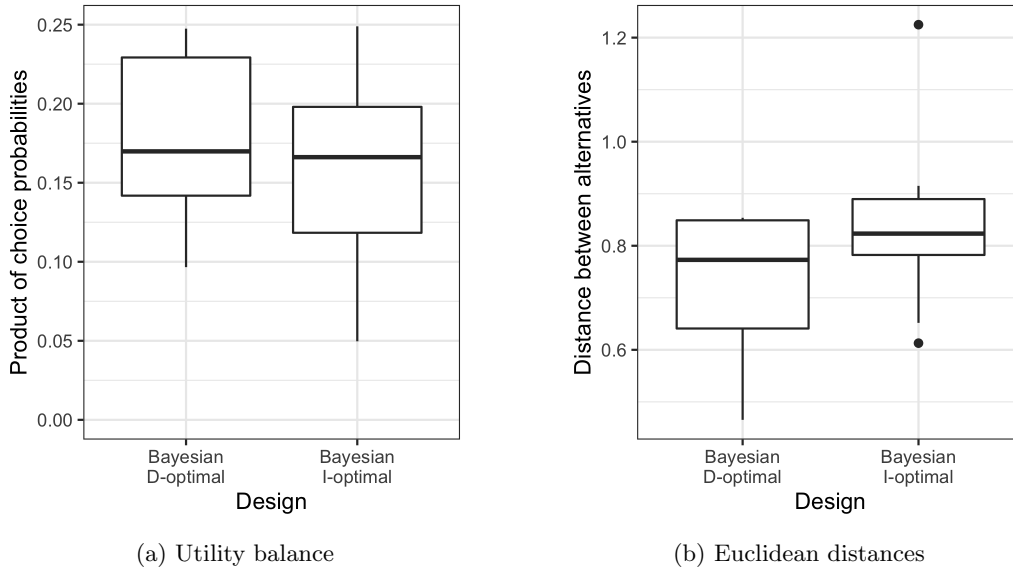 Product of choice probabilities
0.25
0.20
0.15
0.10
0.05
0.00
Bayesian
D-optimal
Bayesian
I-optimal
Design
(a) Utility balance
Distance between alternatives
1.2
1.0
0.8
0.6
Bayesian
D-optimal
Bayesian
I-optimal
Design
(b) Euclidean distances